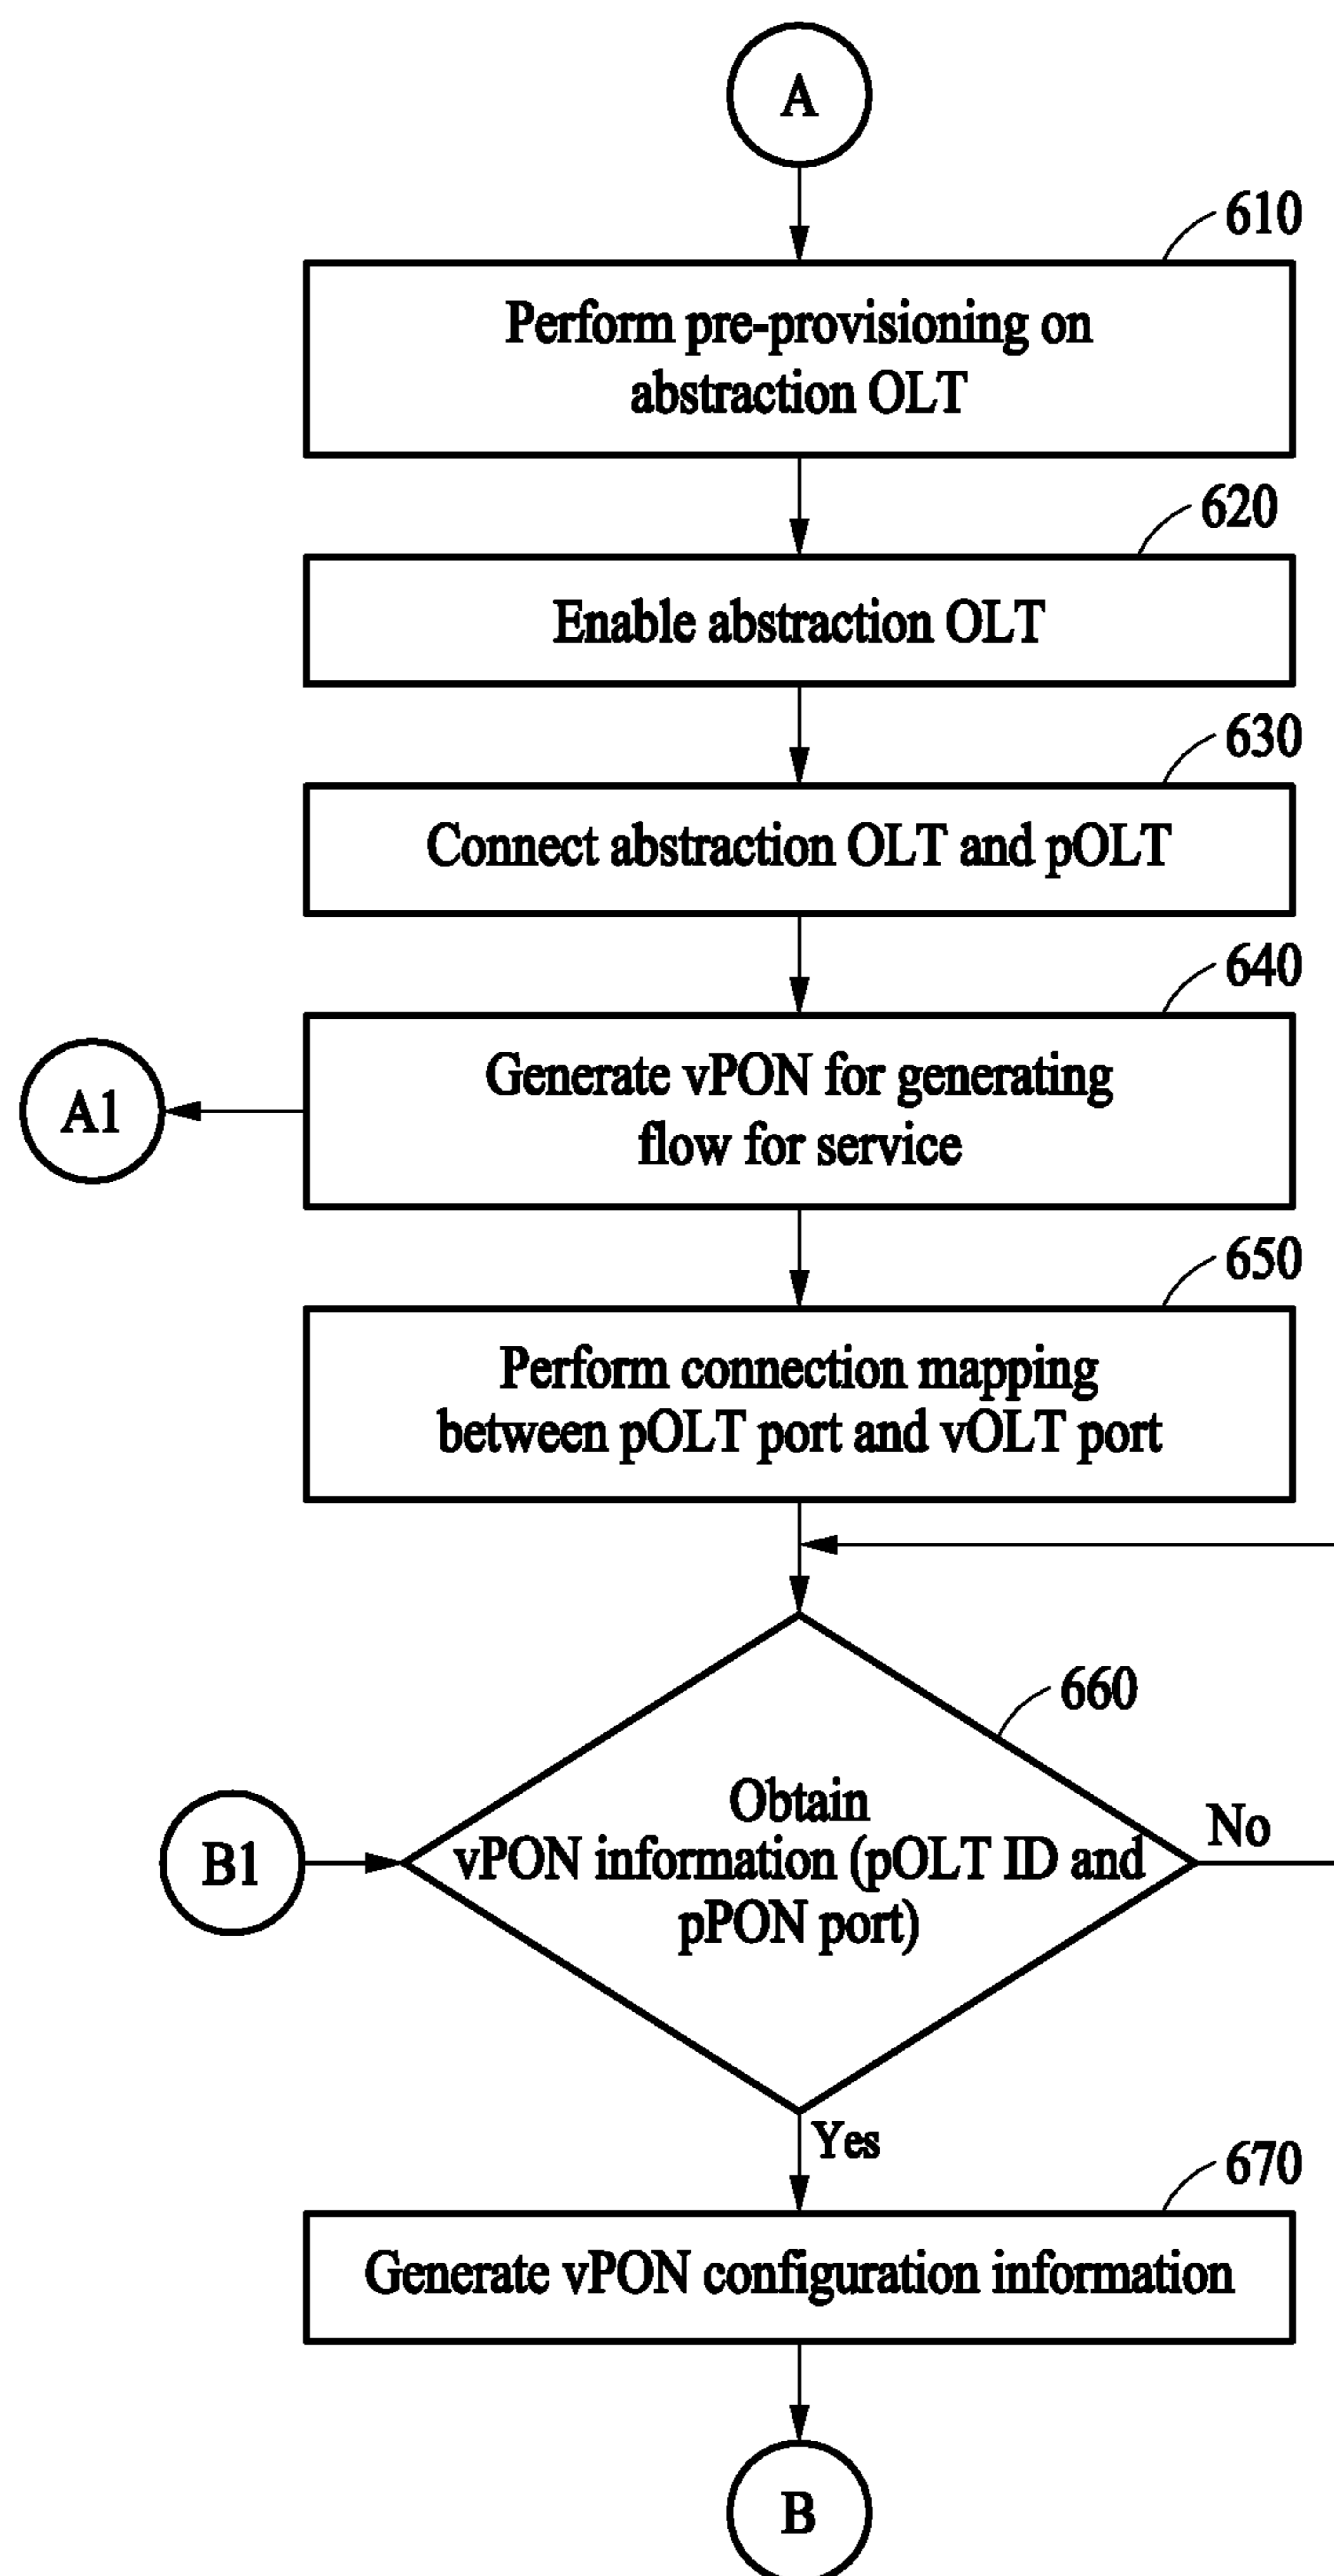 A
610
Perform pre-provisioning on
abstraction OLT
620
Enable abstraction OLT
630
Connect abstraction OLT and pOLT
640
Generate vPON for generating
flow for service
A1
650
Perform connection mapping
between pOLT port and vOLT port
660
Obtain
vPON information (pOLT ID and
pPON port)
No
B1
Yes
670
Generate vPON configuration information
B